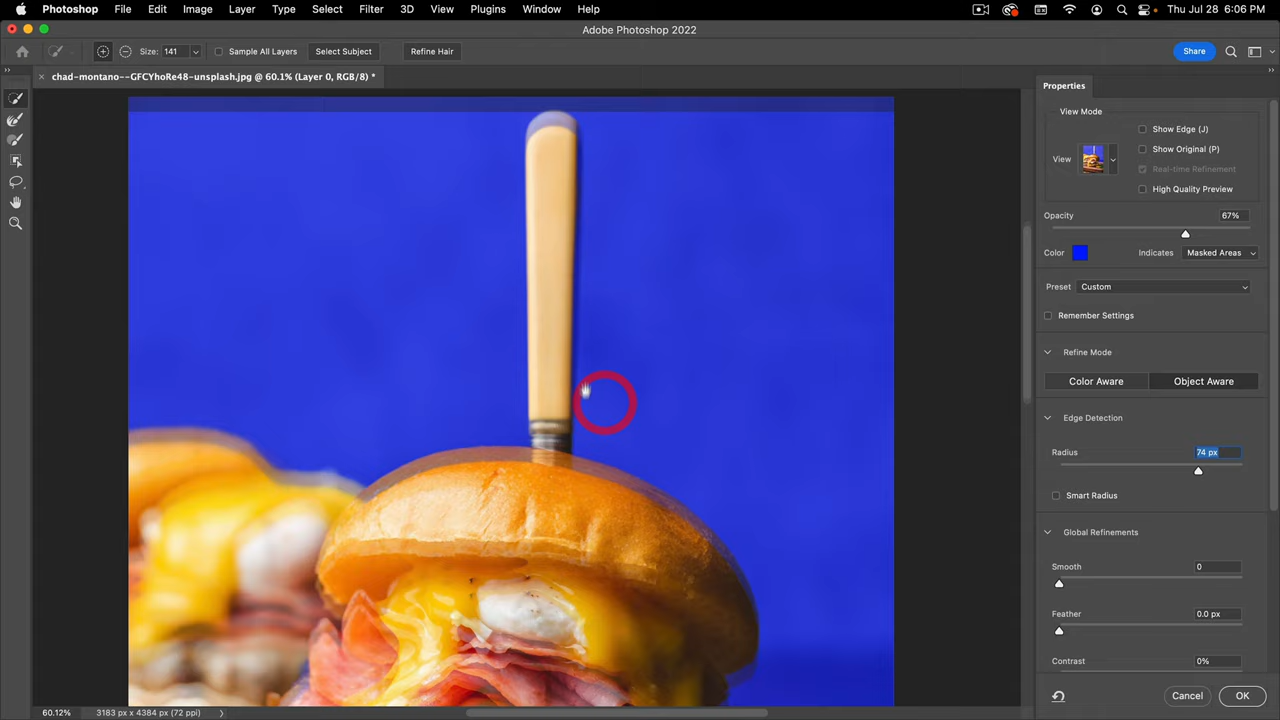 Photoshop File Edit Image Layer Type Select Filter 3D View Plugins Window Help Thu Jul 28 6:06 PM
Adobe Photoshop 2022
Size: 141 Sample All Layers Select Subject Refine Hair Share
chad-montano--GFCYhoRe48-unsplash.jpg @ 60.1% (Layer 0, RGB/8) *
Properties
View Mode
Show Edge (J)
Show Original (P)
View
Real-time Refinement
High Quality Preview
Opacity 67%
Color Indicates Masked Areas
Preset Custom
Remember Settings
Refine Mode
Color Aware Object Aware
Edge Detection
Radius 74 px
Smart Radius
Global Refinements
Smooth 0
Feather 0.0 px
Contrast 0%
Cancel OK
60.12% 3183 px x 4384 px (72 ppi)